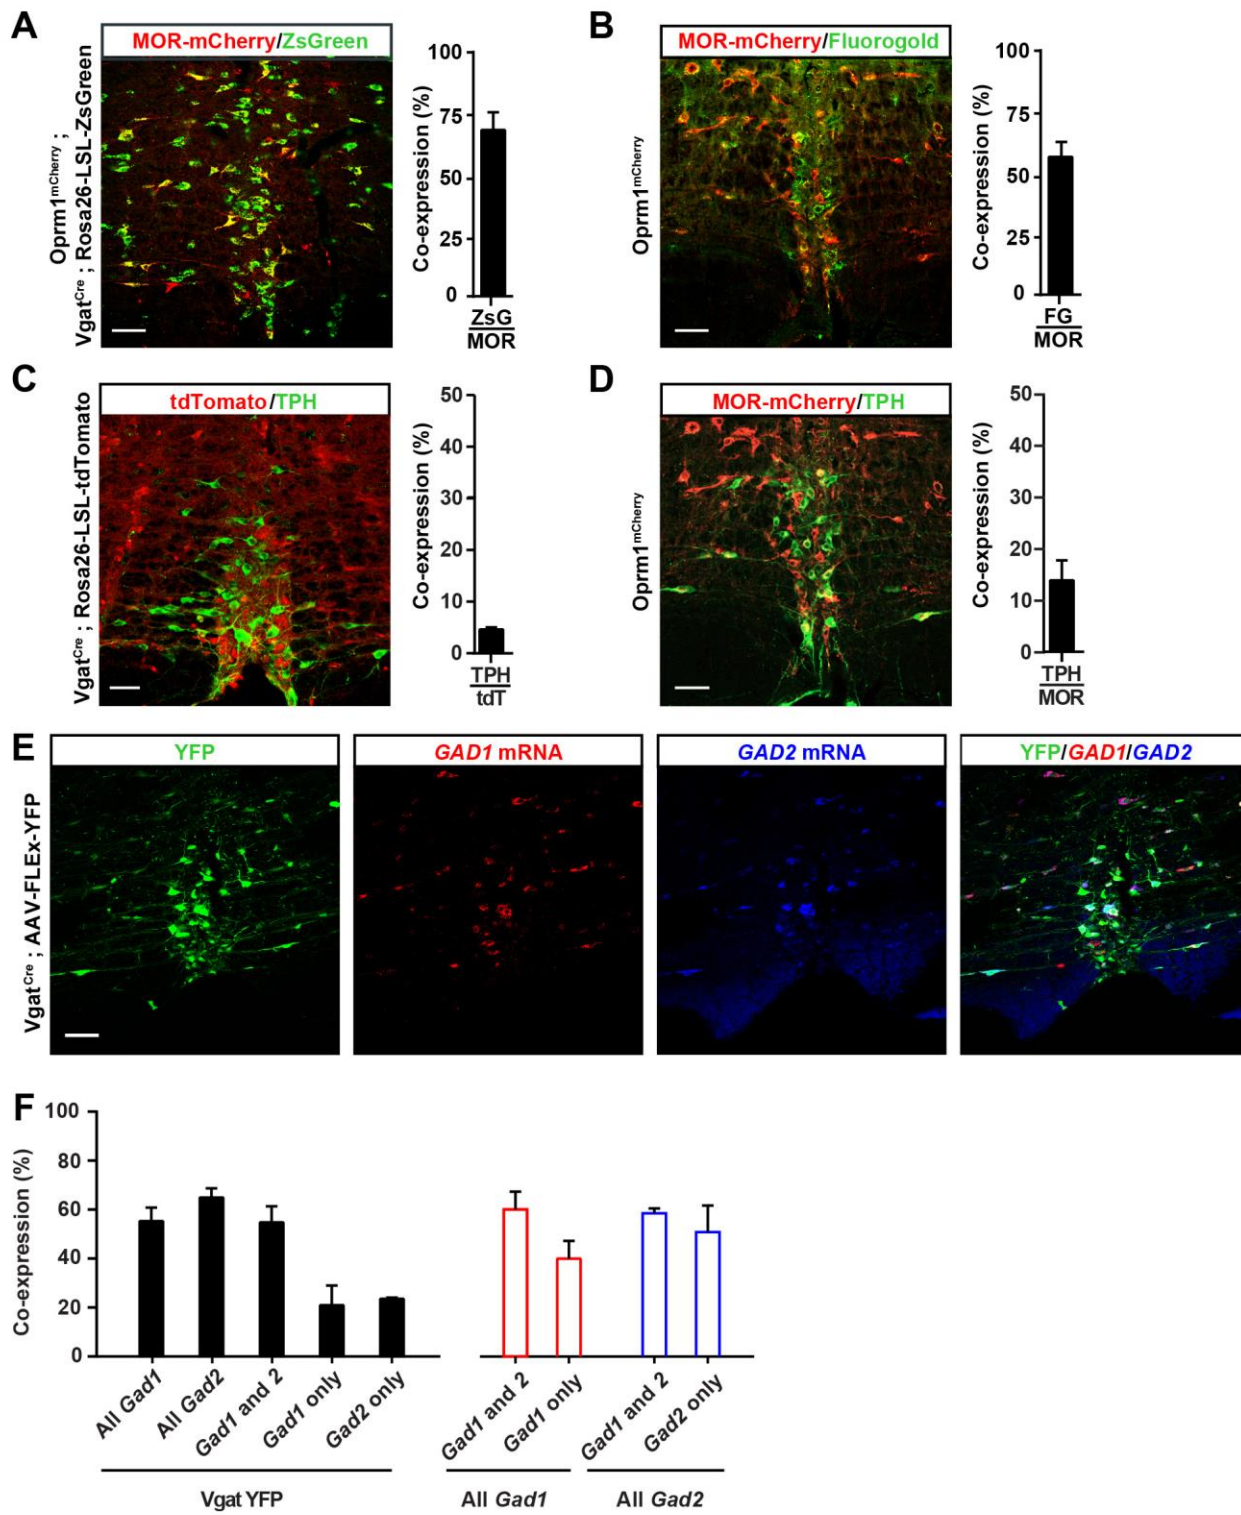 A
Oprm1mCherry ;
VgatCre ; Rosa26-LSL-ZsGreen
MOR-mCherry/ZsGreen
Co-expression (%)
100
75
50
25
0
ZsG
MOR
B
Oprm1mCherry
MOR-mCherry/Fluorogold
Co-expression (%)
100
75
50
25
0
FG
MOR
C
VgatCre ; Rosa26-LSL-tdTomato
tdTomato/TPH
Co-expression (%)
50
40
30
20
10
0
TPH
tdT
D
Oprm1mCherry
MOR-mCherry/TPH
Co-expression (%)
50
40
30
20
10
0
TPH
MOR
E
VgatCre ; AAV-FLEx-YFP
YFP
GAD1 mRNA
GAD2 mRNA
YFP/GAD1/GAD2
F
Co-expression (%)
100
80
60
40
20
0
All Gad1
All Gad2
Gad1 and 2
Gad1 only
Gad2 only
Vgat YFP
Gad1 and 2
Gad1 only
All Gad1
Gad1 and 2
Gad2 only
All Gad2